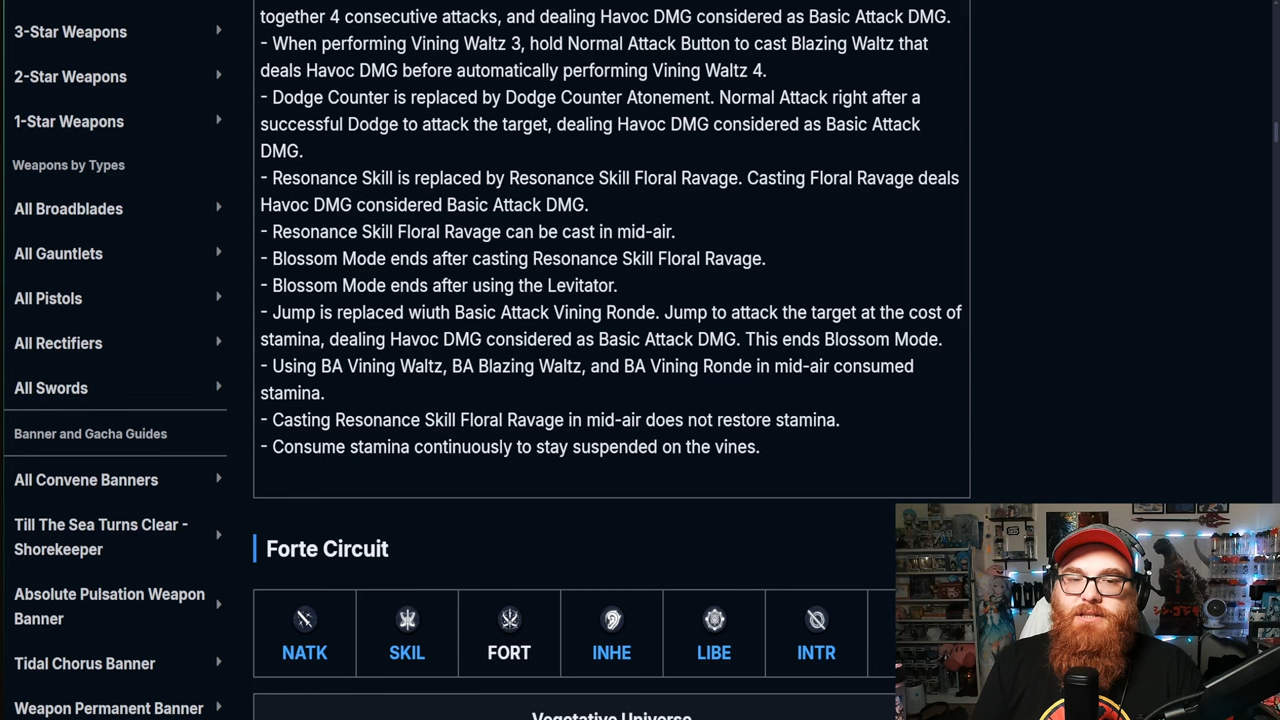 3-Star Weapons
2-Star Weapons
1-Star Weapons
Weapons by Types
All Broadblades
All Gauntlets
All Pistols
All Rectifiers
All Swords
Banner and Gacha Guides
All Convene Banners
Till The Sea Turns Clear -
Shorekeeper
Absolute Pulsation Weapon
Banner
Tidal Chorus Banner
Weapon Permanent Banner
together 4 consecutive attacks, and dealing Havoc DMG considered as Basic Attack DMG.
- When performing Vining Waltz 3, hold Normal Attack Button to cast Blazing Waltz that
deals Havoc DMG before automatically performing Vining Waltz 4.
- Dodge Counter is replaced by Dodge Counter Atonement. Normal Attack right after a
successful Dodge to attack the target, dealing Havoc DMG considered as Basic Attack
DMG.
- Resonance Skill is replaced by Resonance Skill Floral Ravage. Casting Floral Ravage deals
Havoc DMG considered Basic Attack DMG.
- Resonance Skill Floral Ravage can be cast in mid-air.
- Blossom Mode ends after casting Resonance Skill Floral Ravage.
- Blossom Mode ends after using the Levitator.
- Jump is replaced wiuth Basic Attack Vining Ronde. Jump to attack the target at the cost of
stamina, dealing Havoc DMG considered as Basic Attack DMG. This ends Blossom Mode.
- Using BA Vining Waltz, BA Blazing Waltz, and BA Vining Ronde in mid-air consumed
stamina.
- Casting Resonance Skill Floral Ravage in mid-air does not restore stamina.
- Consume stamina continuously to stay suspended on the vines.
Forte Circuit
NATK SKIL FORT INHE LIBE INTR
Vegetative Universe